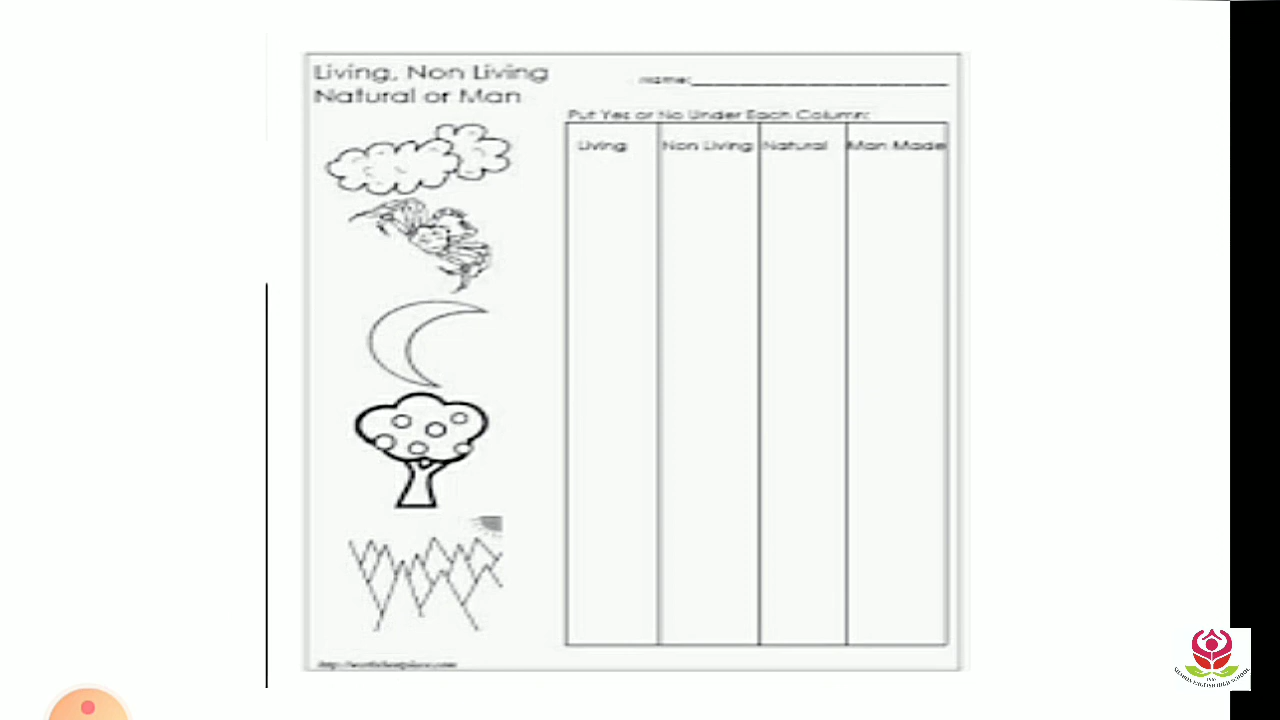 Living, Non Living
Natural or Man
Name:
Put Yes or No Under Each Column:
Living Non Living Natural Man Made